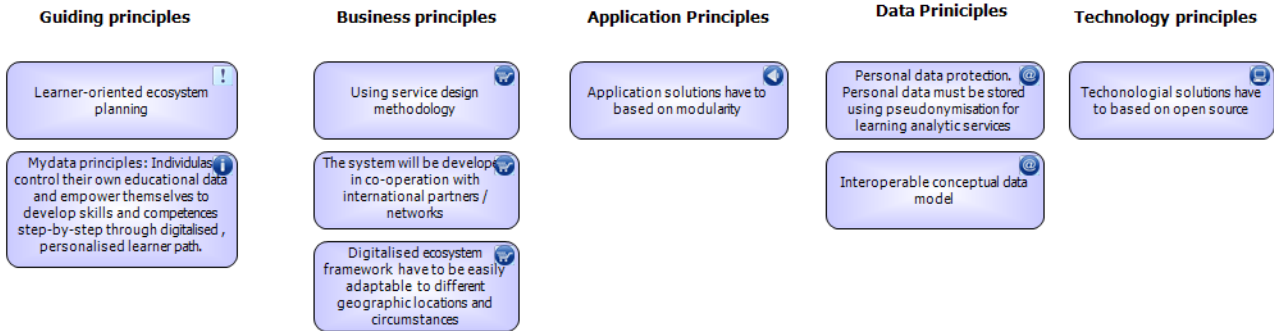 Guiding principles
Business principles
Application Principles
Data Priniciples
Technology principles
!
Learner-oriented ecosystem
planning
Using service design
methodology
Application solutions have to
based on modularity
@
Personal data protection.
Personal data must be stored
using pseudonymisation for
learning analytic services
Techonologial solutions have
to based on open source
i
Mydata principles: Individulas
control their own educational data
and empower themselves to
develop skills and competences
step-by-step through digitalised ,
personalised learner path.
The system will be develope
in co-operation with
international partners /
networks
@
Interoperable conceptual data
model
Digitalised ecosystem
framework have to be easily
adaptable to different
geographic locations and
circumstances